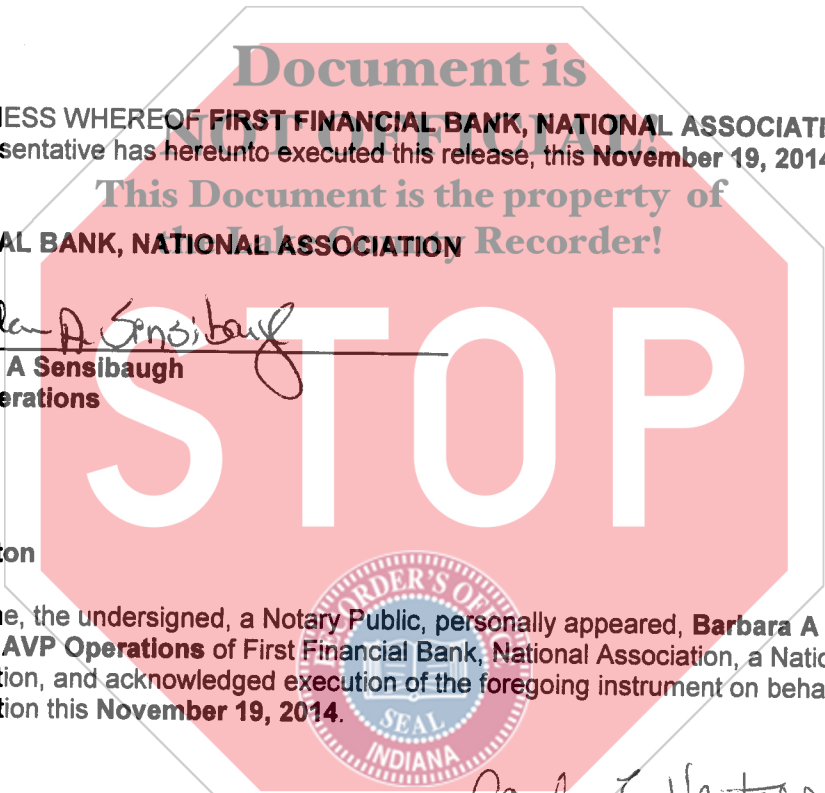 Document is
NESS WHEREOF FIRST FINANCIAL BANK, NATIONAL ASSOCIATI
NOT OFFICIAL!
sentative has hereunto executed this release, this November 19, 2014
This Document is the property of
AL BANK, NATIONAL ASSOCIATION
the Lake County Recorder!
A Sensibaugh
STOP
A Sensibaugh
erations
ton
RECORDER'S OFFICE
e, the undersigned, a Notary Public, personally appeared, Barbara A
AVP Operations of First Financial Bank, National Association, a Natio
tion, and acknowledged execution of the foregoing instrument on beha
tion this November 19, 2014.
SEAL
INDIANA